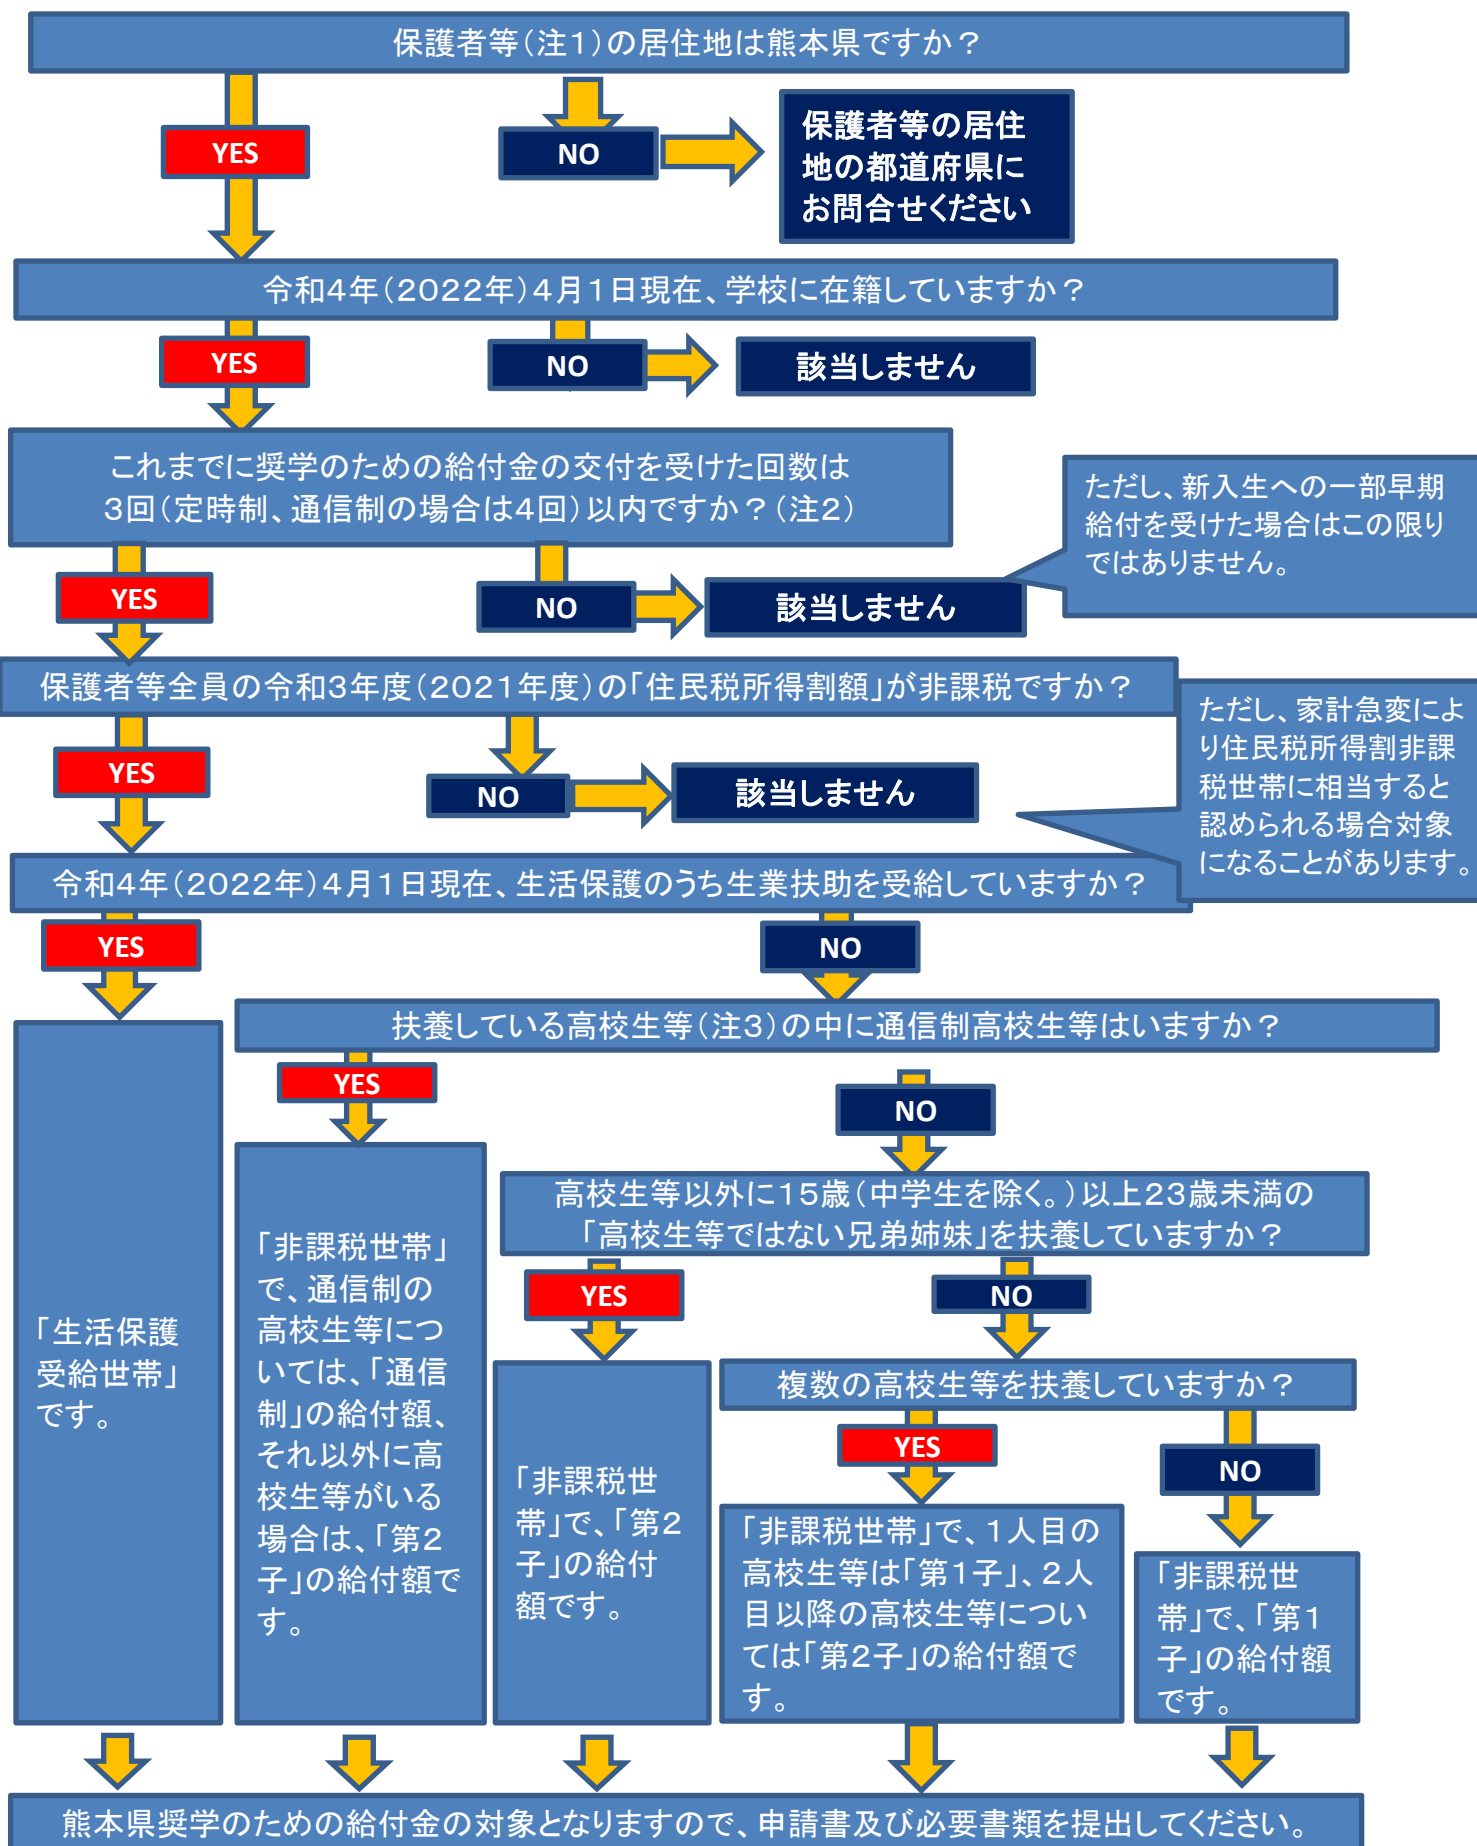 保護者等（注１）の居住地は熊本県ですか？
YES
NO
保護者等の居住
地の都道府県に
お問合せください
令和４年（２０２２年）４月１日現在、学校に在籍していますか？
YES
NO
該当しません
これまでに奨学のための給付金の交付を受けた回数は
３回（定時制、通信制の場合は４回）以内ですか？（注２）
ただし、新入生への一部早期
給付を受けた場合はこの限り
ではありません。
YES
NO
該当しません
保護者等全員の令和３年度（２０２１年度）の「住民税所得割額」が非課税ですか？
ただし、家計急変によ
り住民税所得割非課
税世帯に相当すると
認められる場合対象
になることがあります。
YES
NO
該当しません
令和４年（２０２２年）４月１日現在、生活保護のうち生業扶助を受給していますか？
YES
NO
扶養している高校生等（注３）の中に通信制高校生等はいますか？
YES
NO
高校生等以外に１５歳（中学生を除く。）以上２３歳未満の
「高校生等ではない兄弟姉妹」を扶養していますか？
YES
NO
複数の高校生等を扶養していますか？
YES
NO
「生活保護
受給世帯」
です。
「非課税世帯」
で、通信制の
高校生等につ
いては、「通信
制」の給付額、
それ以外に高
校生等がいる
場合は、「第２
子」の給付額で
す。
「非課税世
帯」で、「第２
子」の給付
額です。
「非課税世帯」で、１人目の
高校生等は「第１子」、２人
目以降の高校生等につい
ては「第２子」の給付額で
す。
「非課税世
帯」で、「第１
子」の給付額
です。
熊本県奨学のための給付金の対象となりますので、申請書及び必要書類を提出してください。